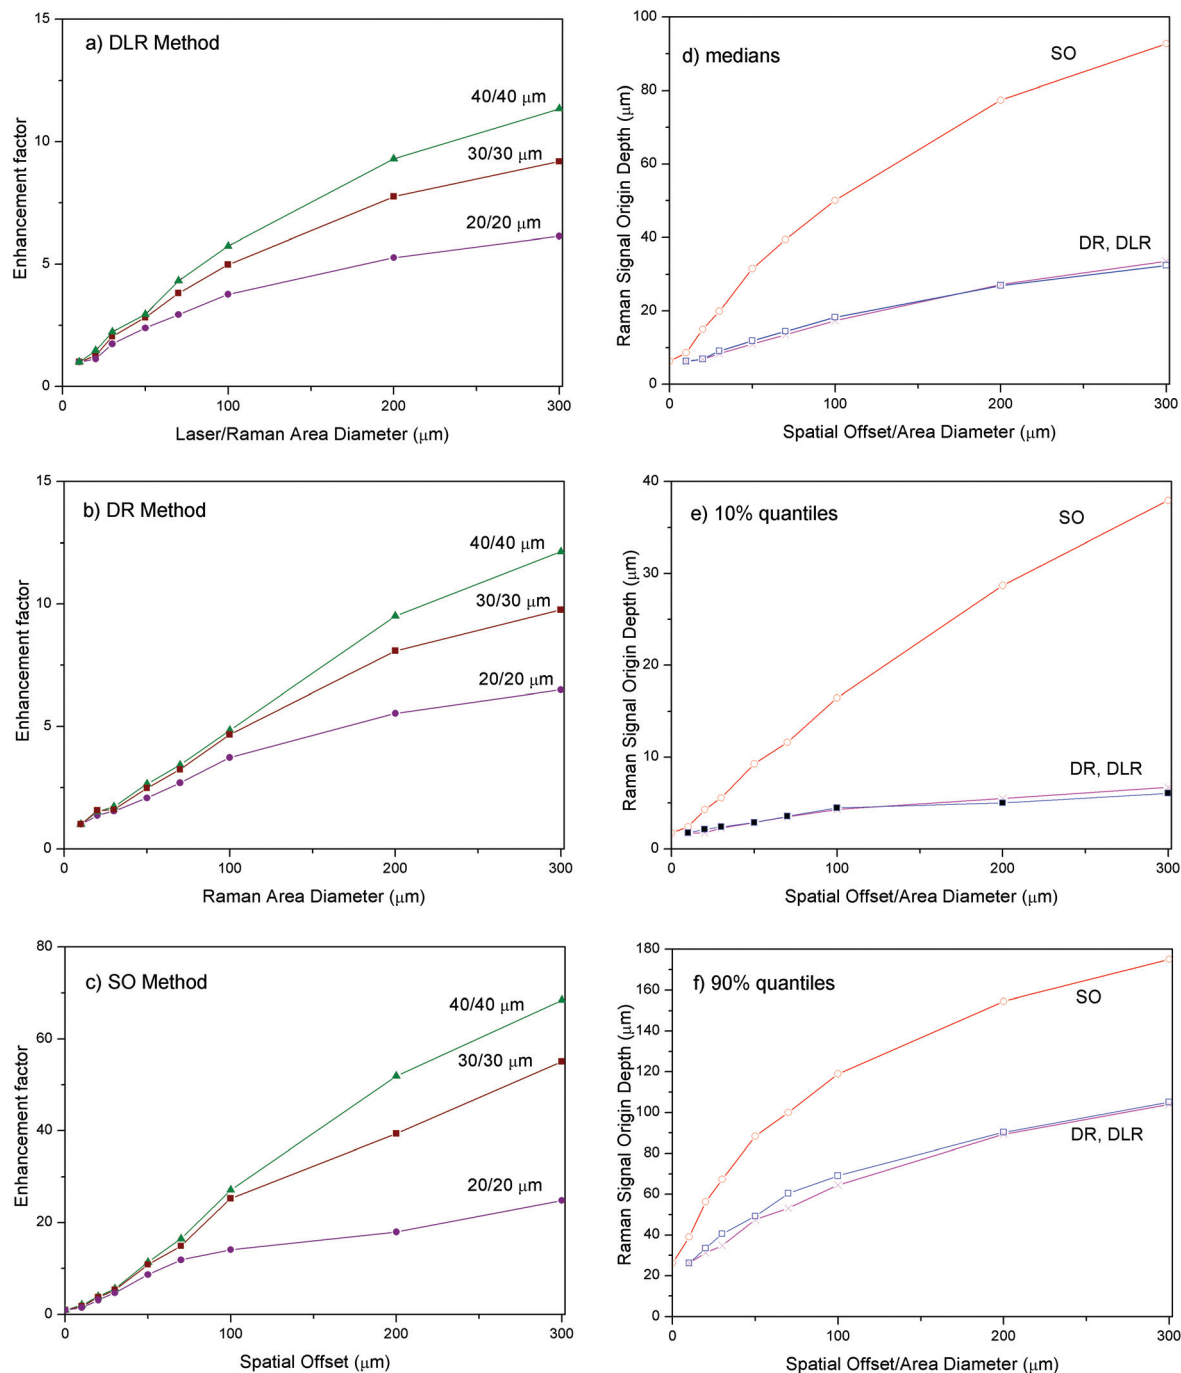 a) DLR Method
15
10
5
0
Enhancement factor
40/40 μm
30/30 μm
20/20 μm
0 100 200 300
Laser/Raman Area Diameter (μm)
d) medians
100
80
60
40
20
0
Raman Signal Origin Depth (μm)
SO
DR, DLR
0 100 200 300
Spatial Offset/Area Diameter (μm)
b) DR Method
15
10
5
0
Enhancement factor
40/40 μm
30/30 μm
20/20 μm
0 100 200 300
Raman Area Diameter (μm)
e) 10% quantiles
40
30
20
10
0
Raman Signal Origin Depth (μm)
SO
DR, DLR
0 100 200 300
Spatial Offset/Area Diameter (μm)
c) SO Method
80
60
40
20
0
Enhancement factor
40/40 μm
30/30 μm
20/20 μm
0 100 200 300
Spatial Offset (μm)
f) 90% quantiles
180
160
140
120
100
80
60
40
20
0
Raman Signal Origin Depth (μm)
SO
DR, DLR
0 100 200 300
Spatial Offset/Area Diameter (μm)